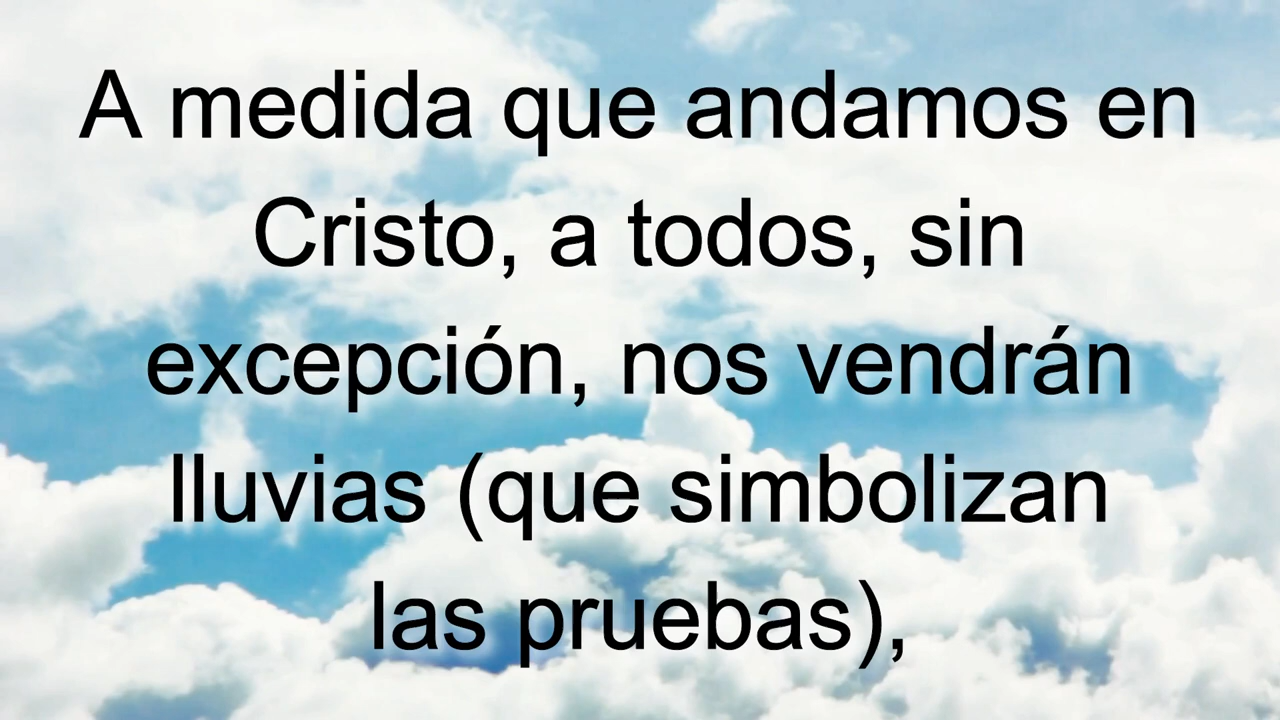 A medida que andamos en
Cristo, a todos, sin
excepción, nos vendrán
lluvias (que simbolizan
las pruebas),